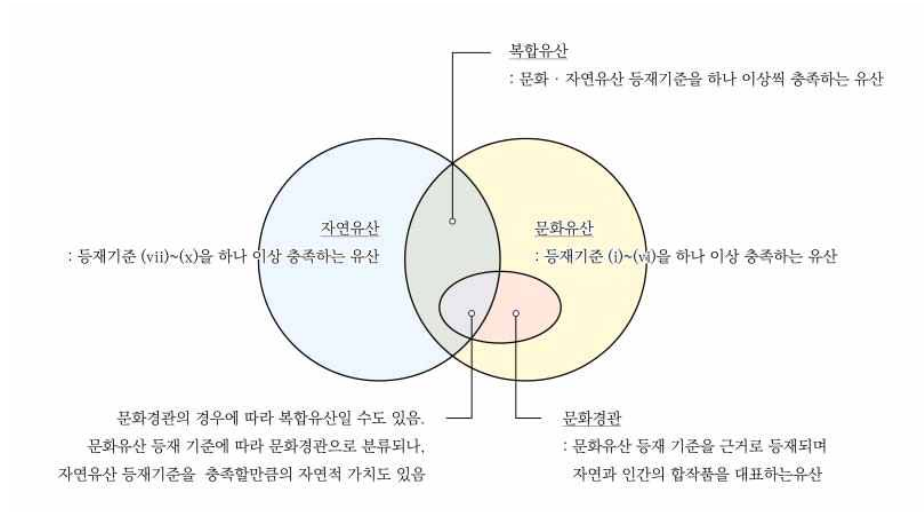 복합유산
: 문화 · 자연유산 등재기준을 하나 이상씩 충족하는 유산
자연유산
: 등재기준 (vii)~(x)을 하나 이상 충족하는 유산
문화유산
: 등재기준 (i)~(vi)을 하나 이상 충족하는 유산
문화경관의 경우에 따라 복합유산일 수도 있음.
문화유산 등재 기준에 따라 문화경관으로 분류되나,
자연유산 등재기준을 충족할만큼의 자연적 가치도 있음
문화경관
: 문화유산 등재 기준을 근거로 등재되며
자연과 인간의 합작품을 대표하는유산